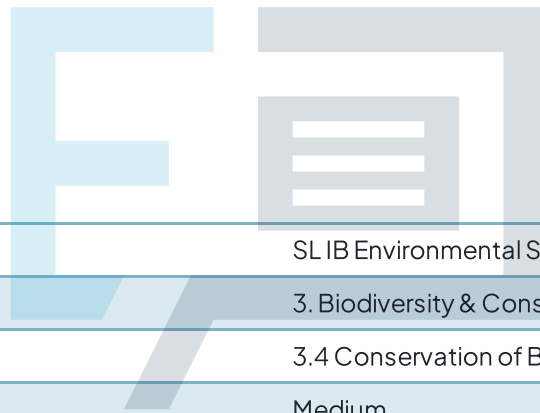 SL IB Environmental S
3. Biodiversity & Cons
3.4 Conservation of B
Medium